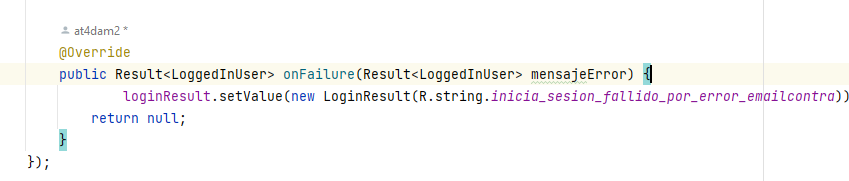 at4dam2 *
@Override
public Result<LoggedInUser> onFailure(Result<LoggedInUser> mensajeError) {
loginResult.setValue(new LoginResult(R.string.inicia_sesion_fallido_por_error_emailcontra))
return null;
}
});